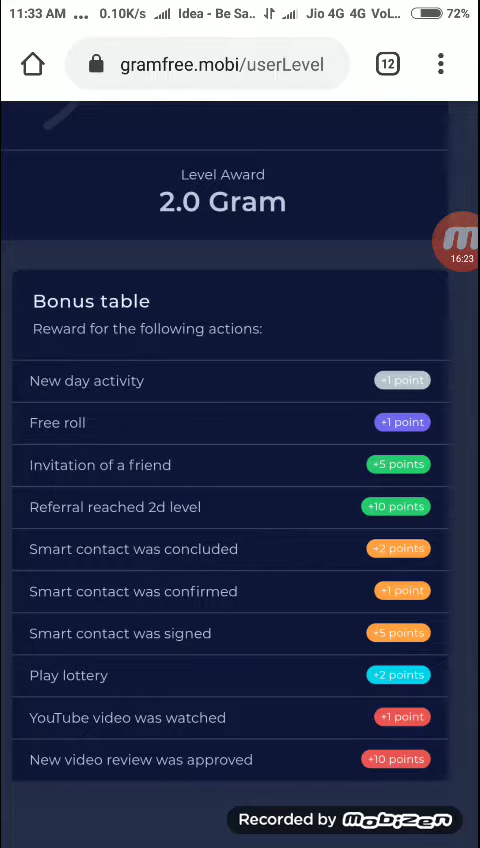 11:33 AM ... 0.10K/s Idea - Be Sa.. Jio 4G 4G VoL... 72%
gramfree.mobi/userLevel 12
Level Award
2.0 Gram
m
16:23
Bonus table
Reward for the following actions:
New day activity +1 point
Free roll +1 point
Invitation of a friend +5 points
Referral reached 2d level +10 points
Smart contact was concluded +2 points
Smart contact was confirmed +1 point
Smart contact was signed +5 points
Play lottery +2 points
YouTube video was watched +1 point
New video review was approved +10 points
Recorded by mobizen